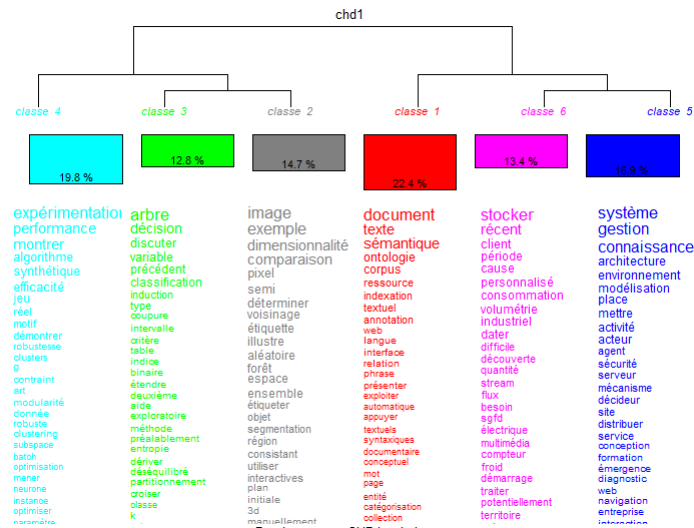 chd1
classe 4
classe 3
classe 2
classe 1
classe 6
classe 5
19.8 %
12.8 %
14.7 %
22.4 %
13.4 %
16.9 %
expérimentation
performance
montrer
algorithme
synthétique
efficacité
jeu
réel
motif
démontrer
robustesse
clusters
g
contraint
art
modularité
donnée
robuste
clustering
subspace
batch
optimisation
mener
neurone
instance
optimiser
paramètre
arbre
décision
discuter
variable
précédent
classification
induction
type
coupure
intervalle
critère
table
indice
binaire
étendre
deuxième
aide
exploratoire
méthode
préalablement
entropie
dériver
déséquilibré
partitionnement
croiser
classe
k
image
exemple
dimensionnalité
comparaison
pixel
semi
déterminer
voisinage
étiquette
illustre
aléatoire
forêt
espace
ensemble
étiqueter
objet
segmentation
région
consistant
utiliser
interactives
plan
initiale
3d
manuellement
document
texte
sémantique
ontologie
corpus
ressource
indexation
textuel
annotation
web
langue
interface
relation
phrase
présenter
exploiter
automatique
appuyer
textuels
syntaxiques
documentaire
conceptuel
mot
page
entité
catégorisation
collection
stocker
récent
client
période
cause
personnalisé
consommation
volumétrie
industriel
dater
difficile
découverte
quantité
stream
flux
besoin
sgfd
électrique
multimédia
compteur
froid
démarrage
traiter
potentiellement
territoire
système
gestion
connaissance
architecture
environnement
modélisation
place
mettre
activité
acteur
agent
sécurité
serveur
mécanisme
décideur
site
distribuer
service
conception
formation
émergence
diagnostic
web
navigation
entreprise
interaction